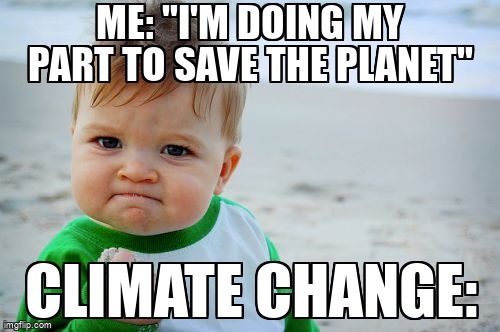 ME: "I'M DOING MY
PART TO SAVE THE PLANET"
CLIMATE CHANGE:
imgflip.com